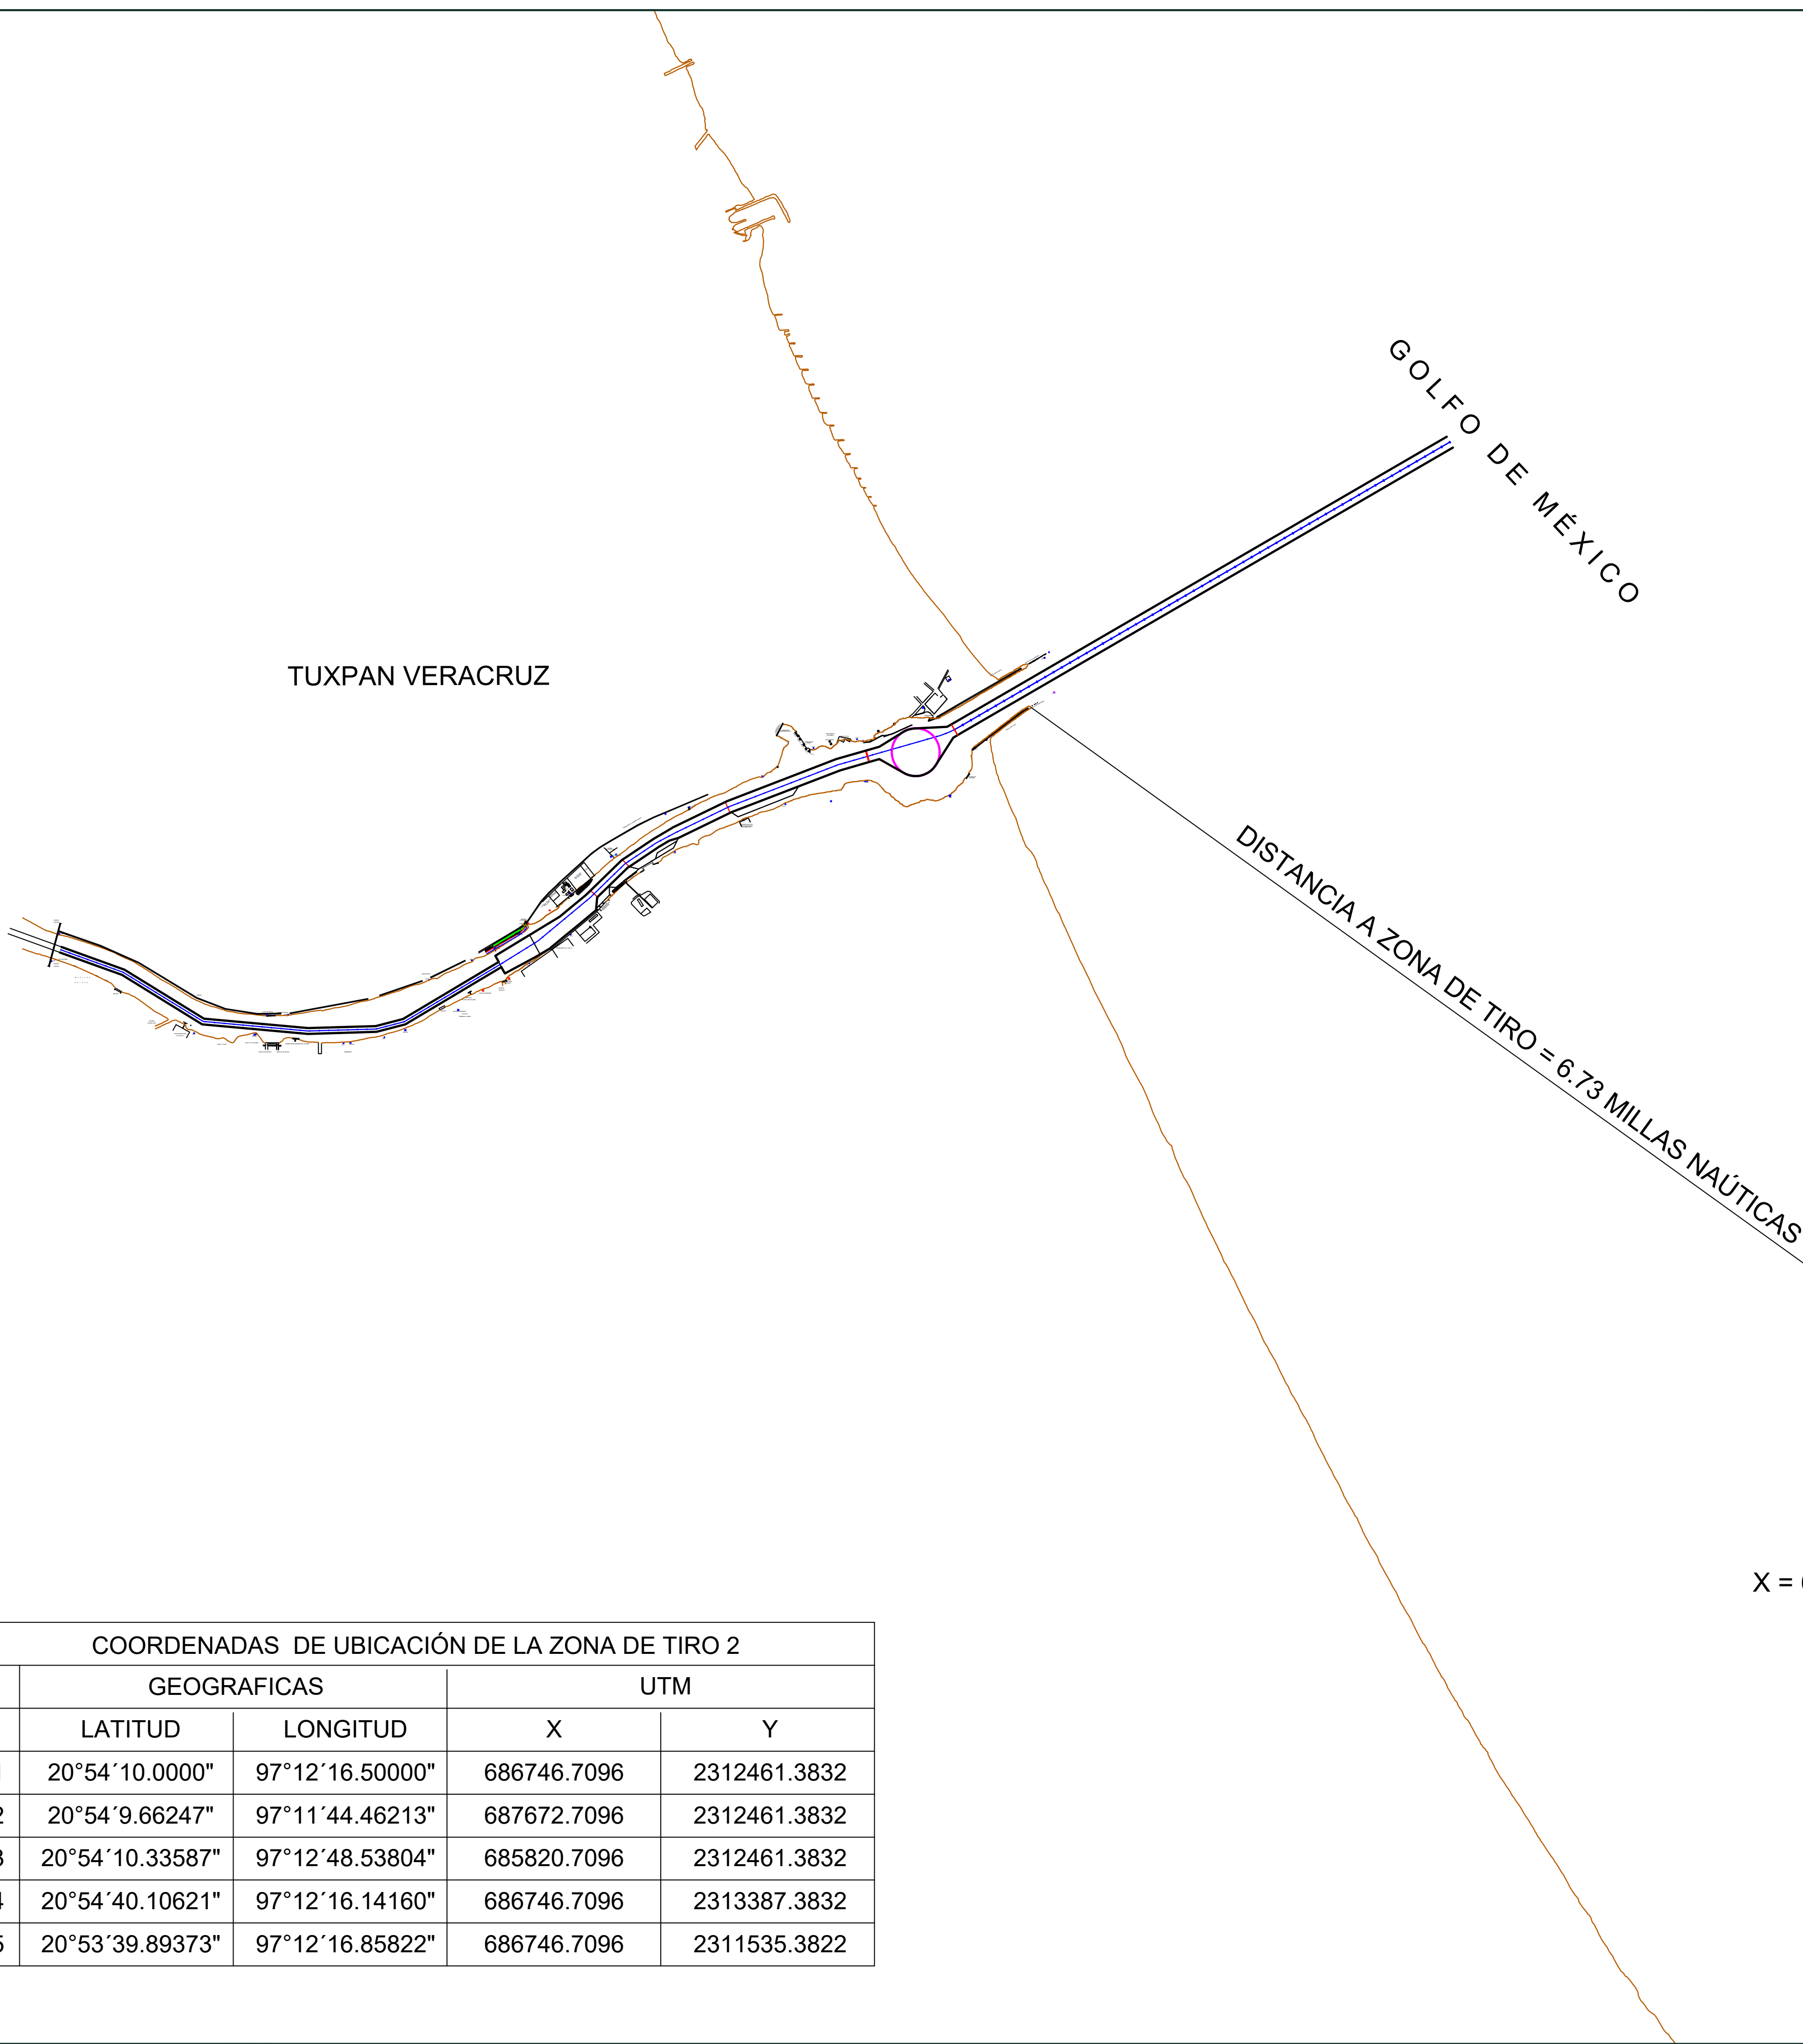 GOLFO DE MÉXICO
TUXPAN VERACRUZ
DISTANCIA A ZONA DE TIRO = 6.73 MILLAS NAÚTICAS
X =
COORDENADAS DE UBICACIÓN DE LA ZONA DE TIRO 2
GEOGRAFICAS UTM
LATITUD LONGITUD X Y
20°54´10.0000" 97°12´16.50000" 686746.7096 2312461.3832
2 20°54´9.66247" 97°11´44.46213" 687672.7096 2312461.3832
3 20°54´10.33587" 97°12´48.53804" 685820.7096 2312461.3832
4 20°54´40.10621" 97°12´16.14160" 686746.7096 2313387.3832
5 20°53´39.89373" 97°12´16.85822" 686746.7096 2311535.3822